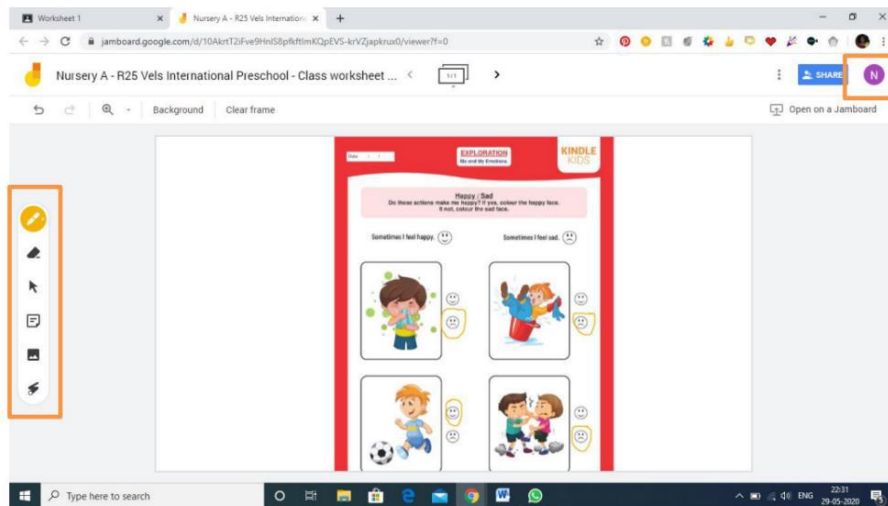 Worksheet 1
Nursery A - R25 Vels Internation
jamboard.google.com/d/10AkrtT2iFve9HnIS8pfkftImKQpEVS-krVZjapkrux0/viewer?f=0
Nursery A - R25 Vels International Preschool - Class worksheet ...
1/1
SHARE
N
Background
Clear frame
Open on a Jamboard
Date
EXPLORATION
Me and My Emotions
KINDLE
KIDS
Happy / Sad
Do these actions make me happy? If yes, colour the happy face.
If not, colour the sad face.
Sometimes I feel happy.
Sometimes I feel sad.
Type here to search
ENG
22:31
29-05-2020